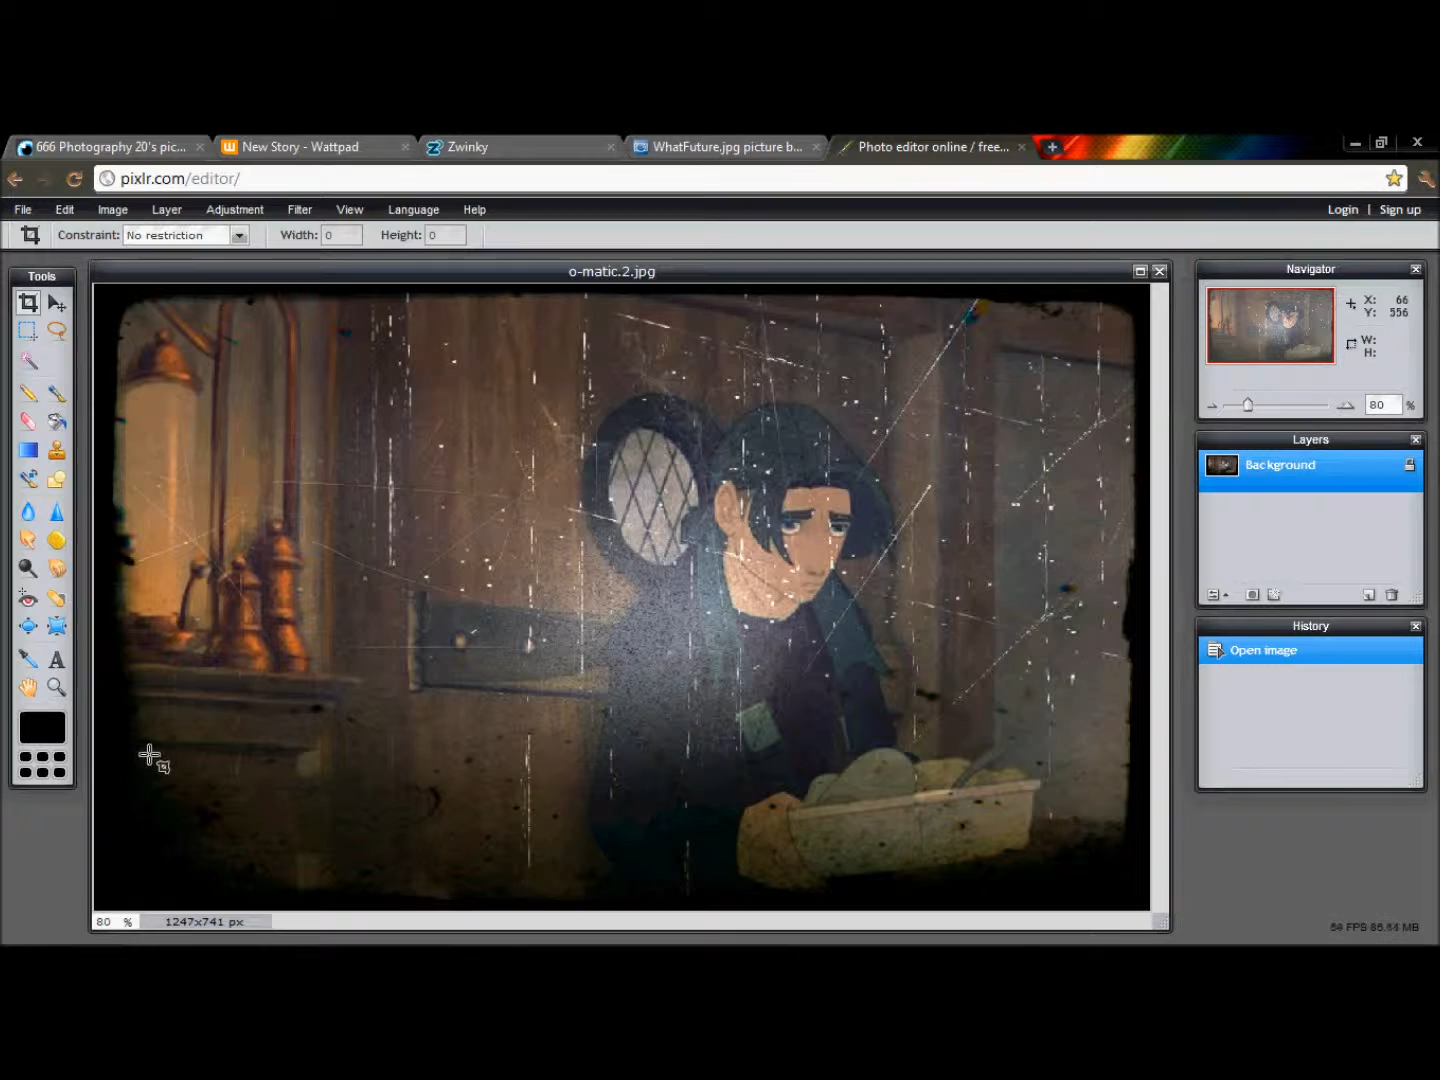 666 Photography 20's pic...
New Story - Wattpad
Zwinky
WhatFuture.jpg picture b...
Photo editor online / free...
pixlr.com/editor/
File Edit Image Layer Adjustment Filter View Language Help Login | Sign up
Constraint: No restriction Width: 0 Height: 0
Tools
o-matic.2.jpg
Navigator
X: 66
Y: 556
W:
H:
80 %
Layers
Background
History
Open image
80 % 1247x741 px
FPS MB